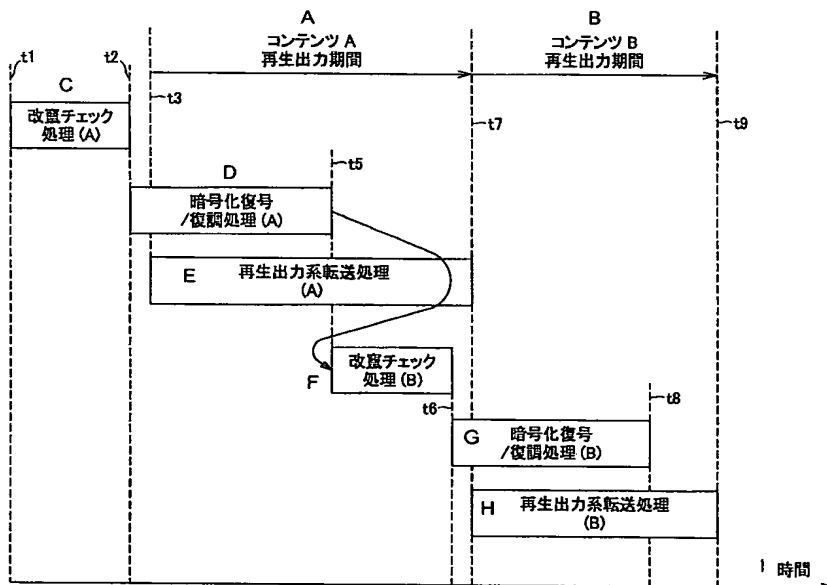 A
コンテンツA
再生出力期間
B
コンテンツB
再生出力期間
t1
t2
C
改竄チェック
処理(A)
t3
t7
t9
D
t5
暗号化復号
/復調処理(A)
E 再生出力系転送処理
(A)
F
改竄チェック
処理(B)
t6
t8
G 暗号化復号
/復調処理(B)
H 再生出力系転送処理
(B)
時間